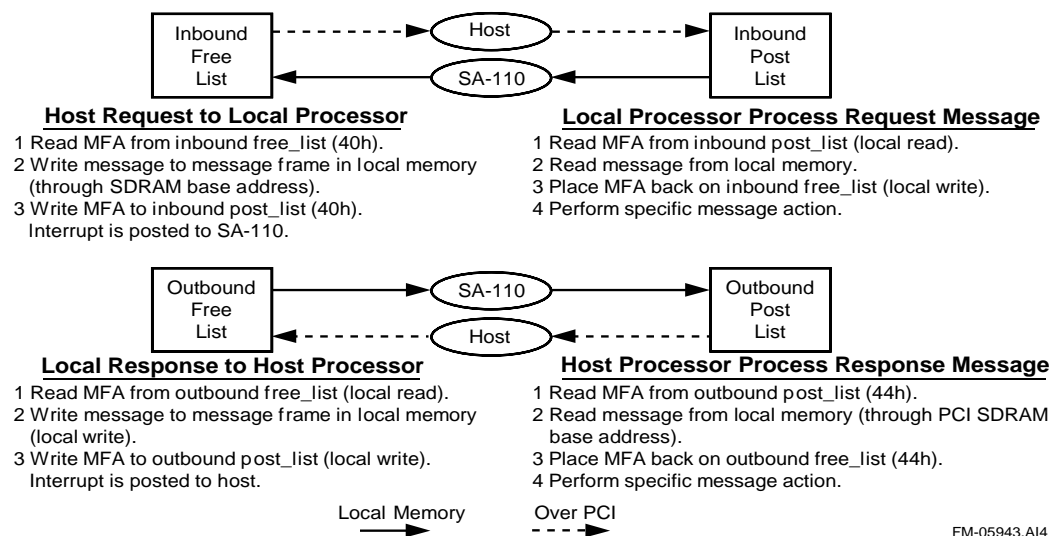 Inbound
Free
List
Host
SA-110
Inbound
Post
List
Host Request to Local Processor
1 Read MFA from inbound free_list (40h).
2 Write message to message frame in local memory
(through SDRAM base address).
3 Write MFA to inbound post_list (40h).
Interrupt is posted to SA-110.
Local Processor Process Request Message
1 Read MFA from inbound post_list (local read).
2 Read message from local memory.
3 Place MFA back on inbound free_list (local write).
4 Perform specific message action.
Outbound
Free
List
SA-110
Host
Outbound
Post
List
Local Response to Host Processor
1 Read MFA from outbound free_list (local read).
2 Write message to message frame in local memory
(local write).
3 Write MFA to outbound post_list (local write).
Interrupt is posted to host.
Host Processor Process Response Message
1 Read MFA from outbound post_list (44h).
2 Read message from local memory (through PCI SDRAM
base address).
3 Place MFA back on outbound free_list (44h).
4 Perform specific message action.
Local Memory
Over PCI
FM-05943.AI4